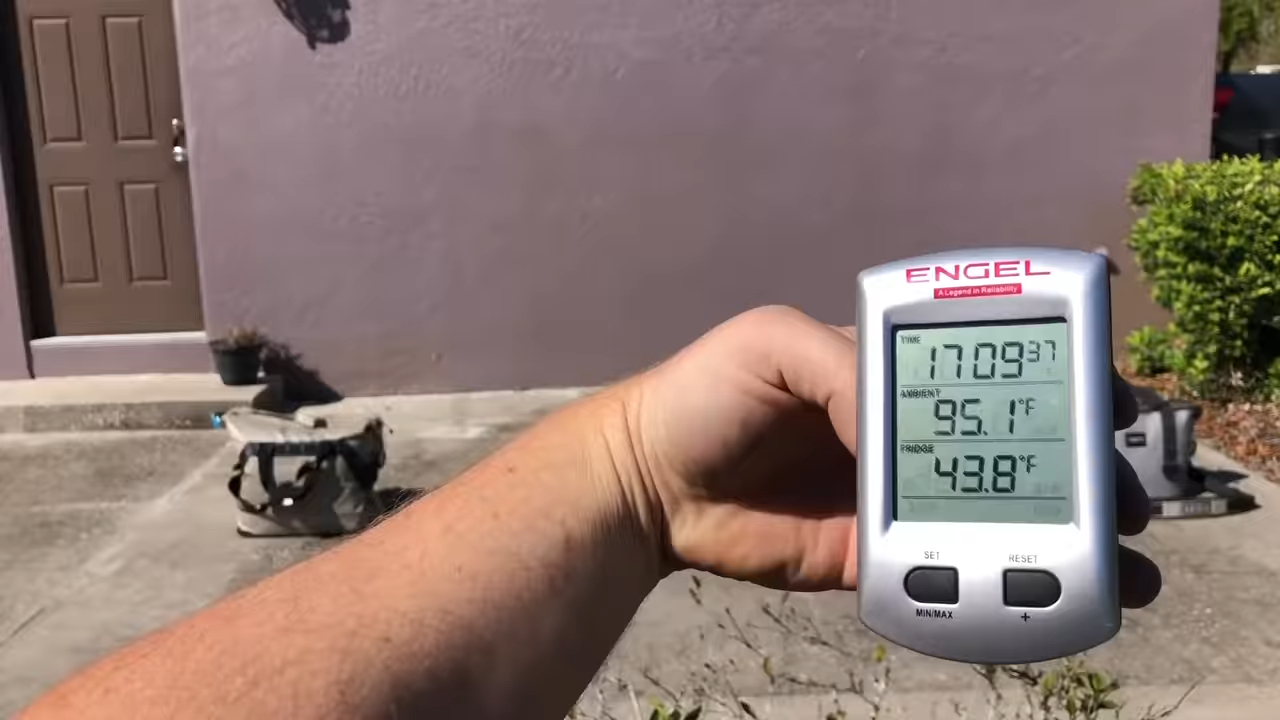 ENGEL
A Legend in Reliability
TIME
17 09 37
AMBIENT
95.1°F
FRIDGE
43.8°F
SET
RESET
MIN/MAX
+